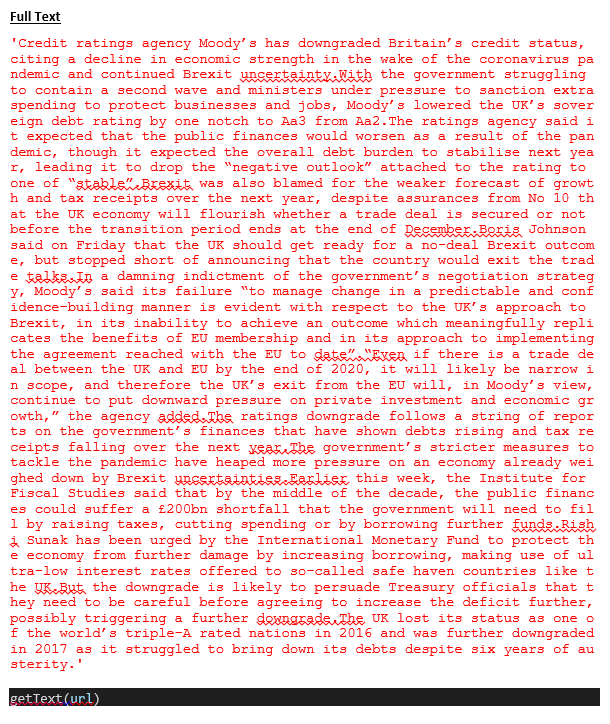 Full Text
'Credit ratings agency Moody’s has downgraded Britain’s credit status,
citing a decline in economic strength in the wake of the coronavirus pa
ndemic and continued Brexit uncertainty.With the government struggling
to contain a second wave and ministers under pressure to sanction extra
spending to protect businesses and jobs, Moody’s lowered the UK’s sover
eign debt rating by one notch to Aa3 from Aa2.The ratings agency said i
t expected that the public finances would worsen as a result of the pan
demic, though it expected the overall debt burden to stabilise next yea
r, leading it to drop the “negative outlook” attached to the rating to
one of “stable”.Brexit was also blamed for the weaker forecast of growt
h and tax receipts over the next year, despite assurances from No 10 th
at the UK economy will flourish whether a trade deal is secured or not
before the transition period ends at the end of December.Boris Johnson
said on Friday that the UK should get ready for a no-deal Brexit outcom
e, but stopped short of announcing that the country would exit the trad
e talks.In a damning indictment of the government’s negotiation strateg
y, Moody’s said its failure “to manage change in a predictable and conf
idence-building manner is evident with respect to the UK’s approach to
Brexit, in its inability to achieve an outcome which meaningfully repli
cates the benefits of EU membership and in its approach to implementing
the agreement reached with the EU to date”.“Even if there is a trade de
al between the UK and EU by the end of 2020, it will likely be narrow i
n scope, and therefore the UK’s exit from the EU will, in Moody’s view,
continue to put downward pressure on private investment and economic gr
owth,” the agency added.The ratings downgrade follows a string of repor
ts on the government’s finances that have shown debts rising and tax re
ceipts falling over the next year.The government’s stricter measures to
tackle the pandemic have heaped more pressure on an economy already wei
ghed down by Brexit uncertainties.Earlier this week, the Institute for
Fiscal Studies said that by the middle of the decade, the public financ
es could suffer a £200bn shortfall that the government will need to fil
l by raising taxes, cutting spending or by borrowing further funds.Rish
i Sunak has been urged by the International Monetary Fund to protect th
e economy from further damage by increasing borrowing, making use of ul
tra-low interest rates offered to so-called safe haven countries like t
he UK.But the downgrade is likely to persuade Treasury officials that t
hey need to be careful before agreeing to increase the deficit further,
possibly triggering a further downgrade.The UK lost its status as one o
f the world’s triple-A rated nations in 2016 and was further downgraded
in 2017 as it struggled to bring down its debts despite six years of au
sterity.'
getText(url)